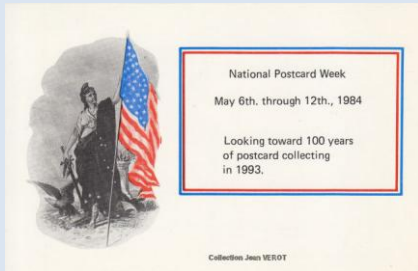 National Postcard Week
May 6th. through 12th., 1984
Looking toward 100 years
of postcard collecting
in 1993.
Collection Jean VEROT